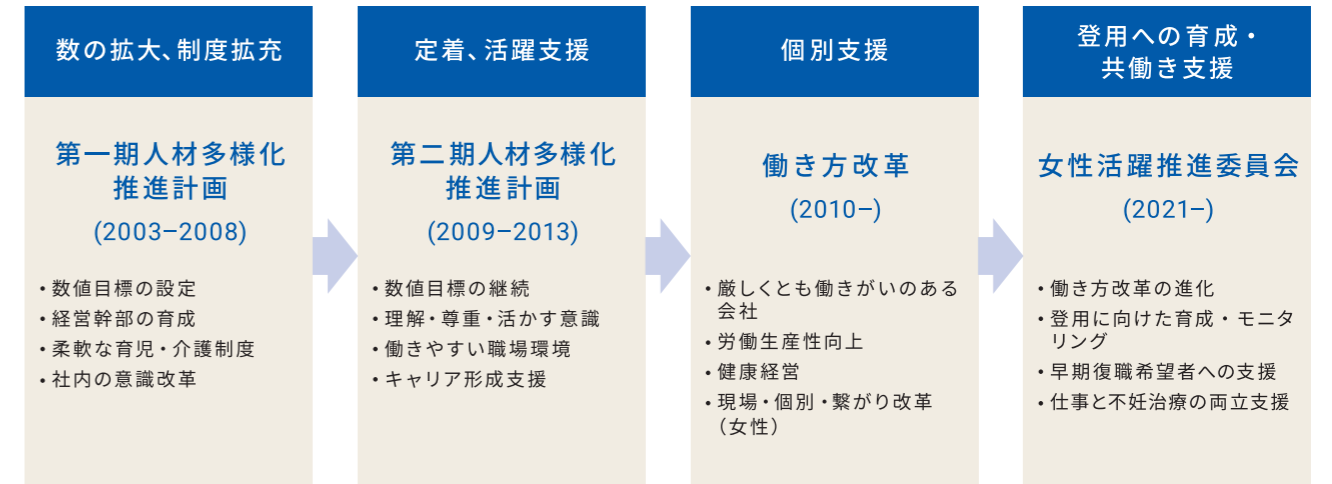 数の拡大、制度拡充
第一期人材多様化
推進計画
(2003–2008)
・数値目標の設定
・経営幹部の育成
・柔軟な育児・介護制度
・社内の意識改革
定着、活躍支援
第二期人材多様化
推進計画
(2009–2013)
・数値目標の継続
・理解・尊重・活かす意識
・働きやすい職場環境
・キャリア形成支援
個別支援
働き方改革
(2010–)
・厳しくとも働きがいのある
会社
・労働生産性向上
・健康経営
・現場・個別・繋がり改革
（女性）
登用への育成・
共働き支援
女性活躍推進委員会
(2021–)
・働き方改革の進化
・登用に向けた育成・モニタ
リング
・早期復職希望者への支援
・仕事と不妊治療の両立支援